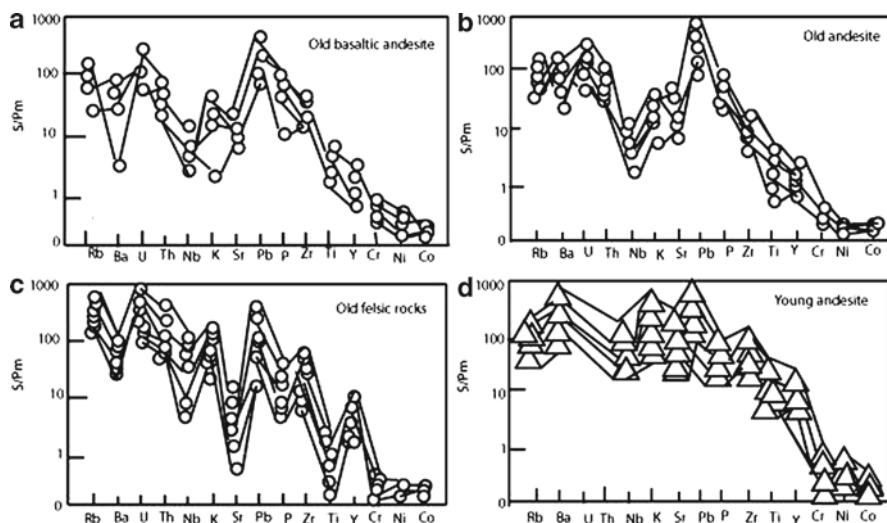 a
Old basaltic andesite
1000
100
10
1
0
S/Pm
Rb Ba U Th Nb K Sr Pb P Zr Ti Y Cr Ni Co
b
Old andesite
1000
100
10
1
0
S/Pm
Rb Ba U Th Nb K Sr Pb P Zr Ti Y Cr Ni Co
c
Old felsic rocks
1000
100
10
1
0
S/Pm
Rb Ba U Th Nb K Sr Pb P Zr Ti Y Cr Ni Co
d
Young andesite
1000
100
10
1
0
S/Pm
Rb Ba U Th Nb K Sr Pb P Zr Ti Y Cr Ni Co